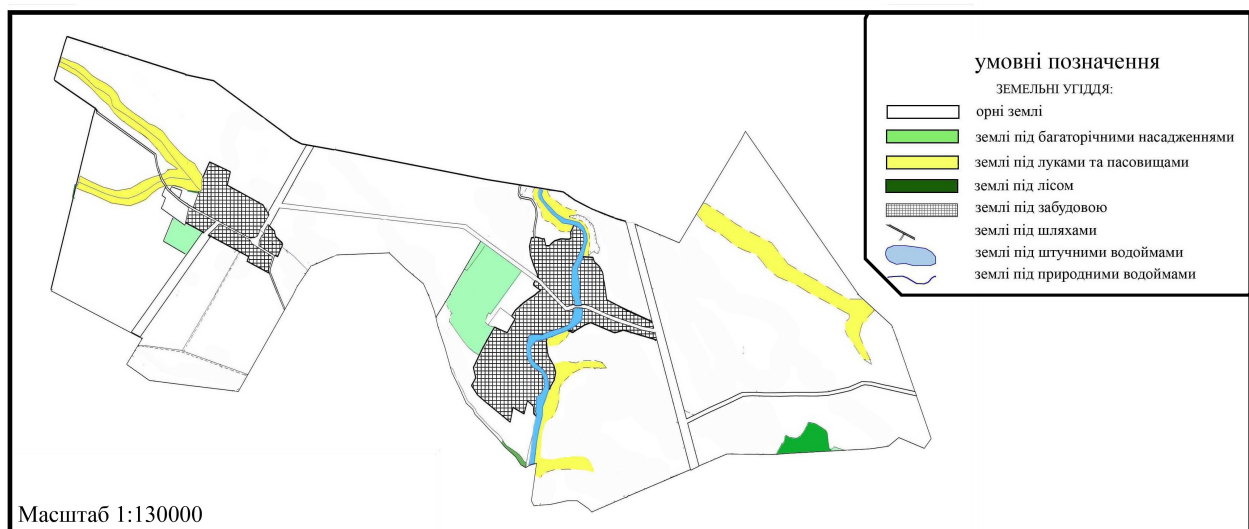 умовні позначення
ЗЕМЕЛЬНІ УГІДДЯ:
орні землі
землі під багаторічними насадженнями
землі під луками та пасовищами
землі під лісом
землі під забудовою
землі під шляхами
землі під штучними водоймами
землі під природними водоймами
Масштаб 1:130000